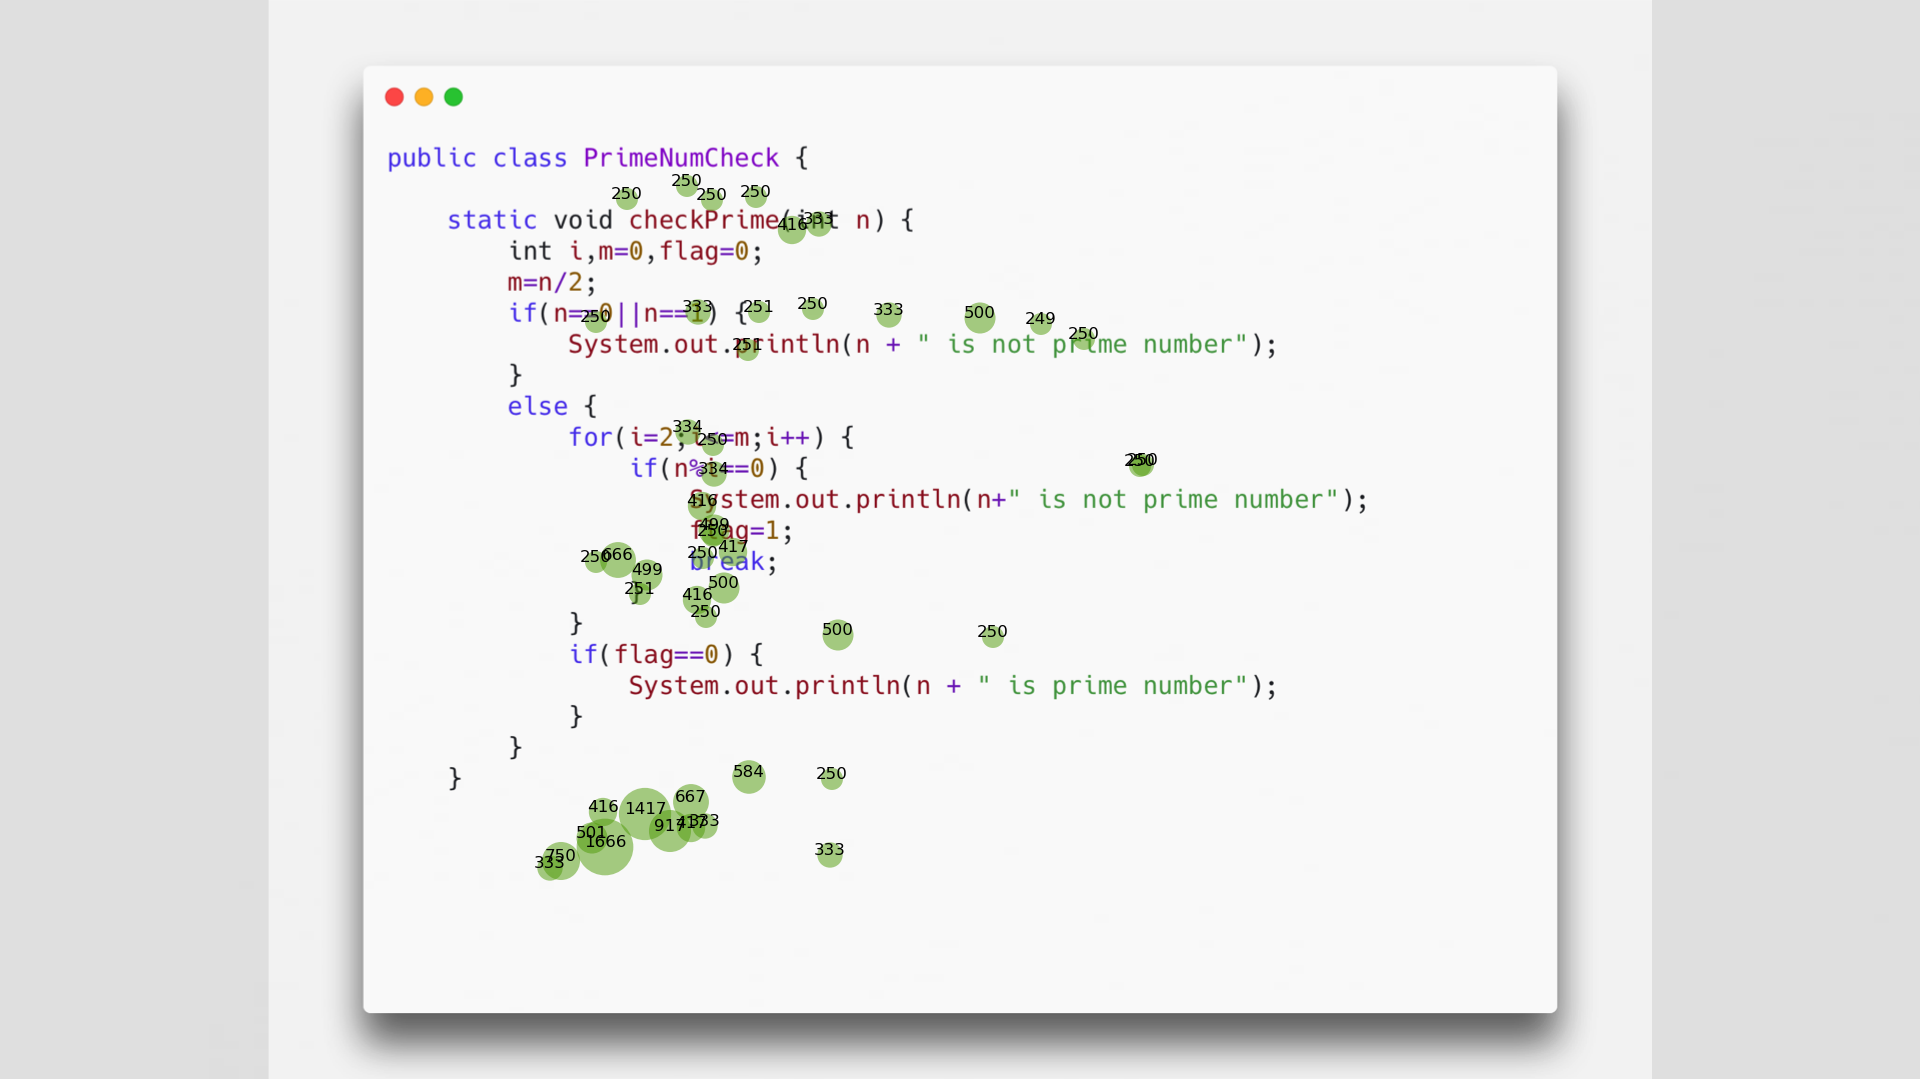 public class PrimeNumCheck {
250 250 250 250
static void checkPrime(int n) {
416 333
int i,m=0,flag=0;
m=n/2;
if(n==0||n==1) {
250 333 251 250 333 500 249 250
System.out.println(n + " is not prime number");
251
}
else {
334
for(i=2;i<=m;i++) {
250
if(n%i==0) {
334 250 250
System.out.println(n+" is not prime number");
416
flag=1;
499 250
break;
250 417
250 666 499
}
251 416 500 250
}
500 250
if(flag==0) {
System.out.println(n + " is prime number");
}
}
}
584 250
416 1417 667
501 1666 917 417 333
333 750 333